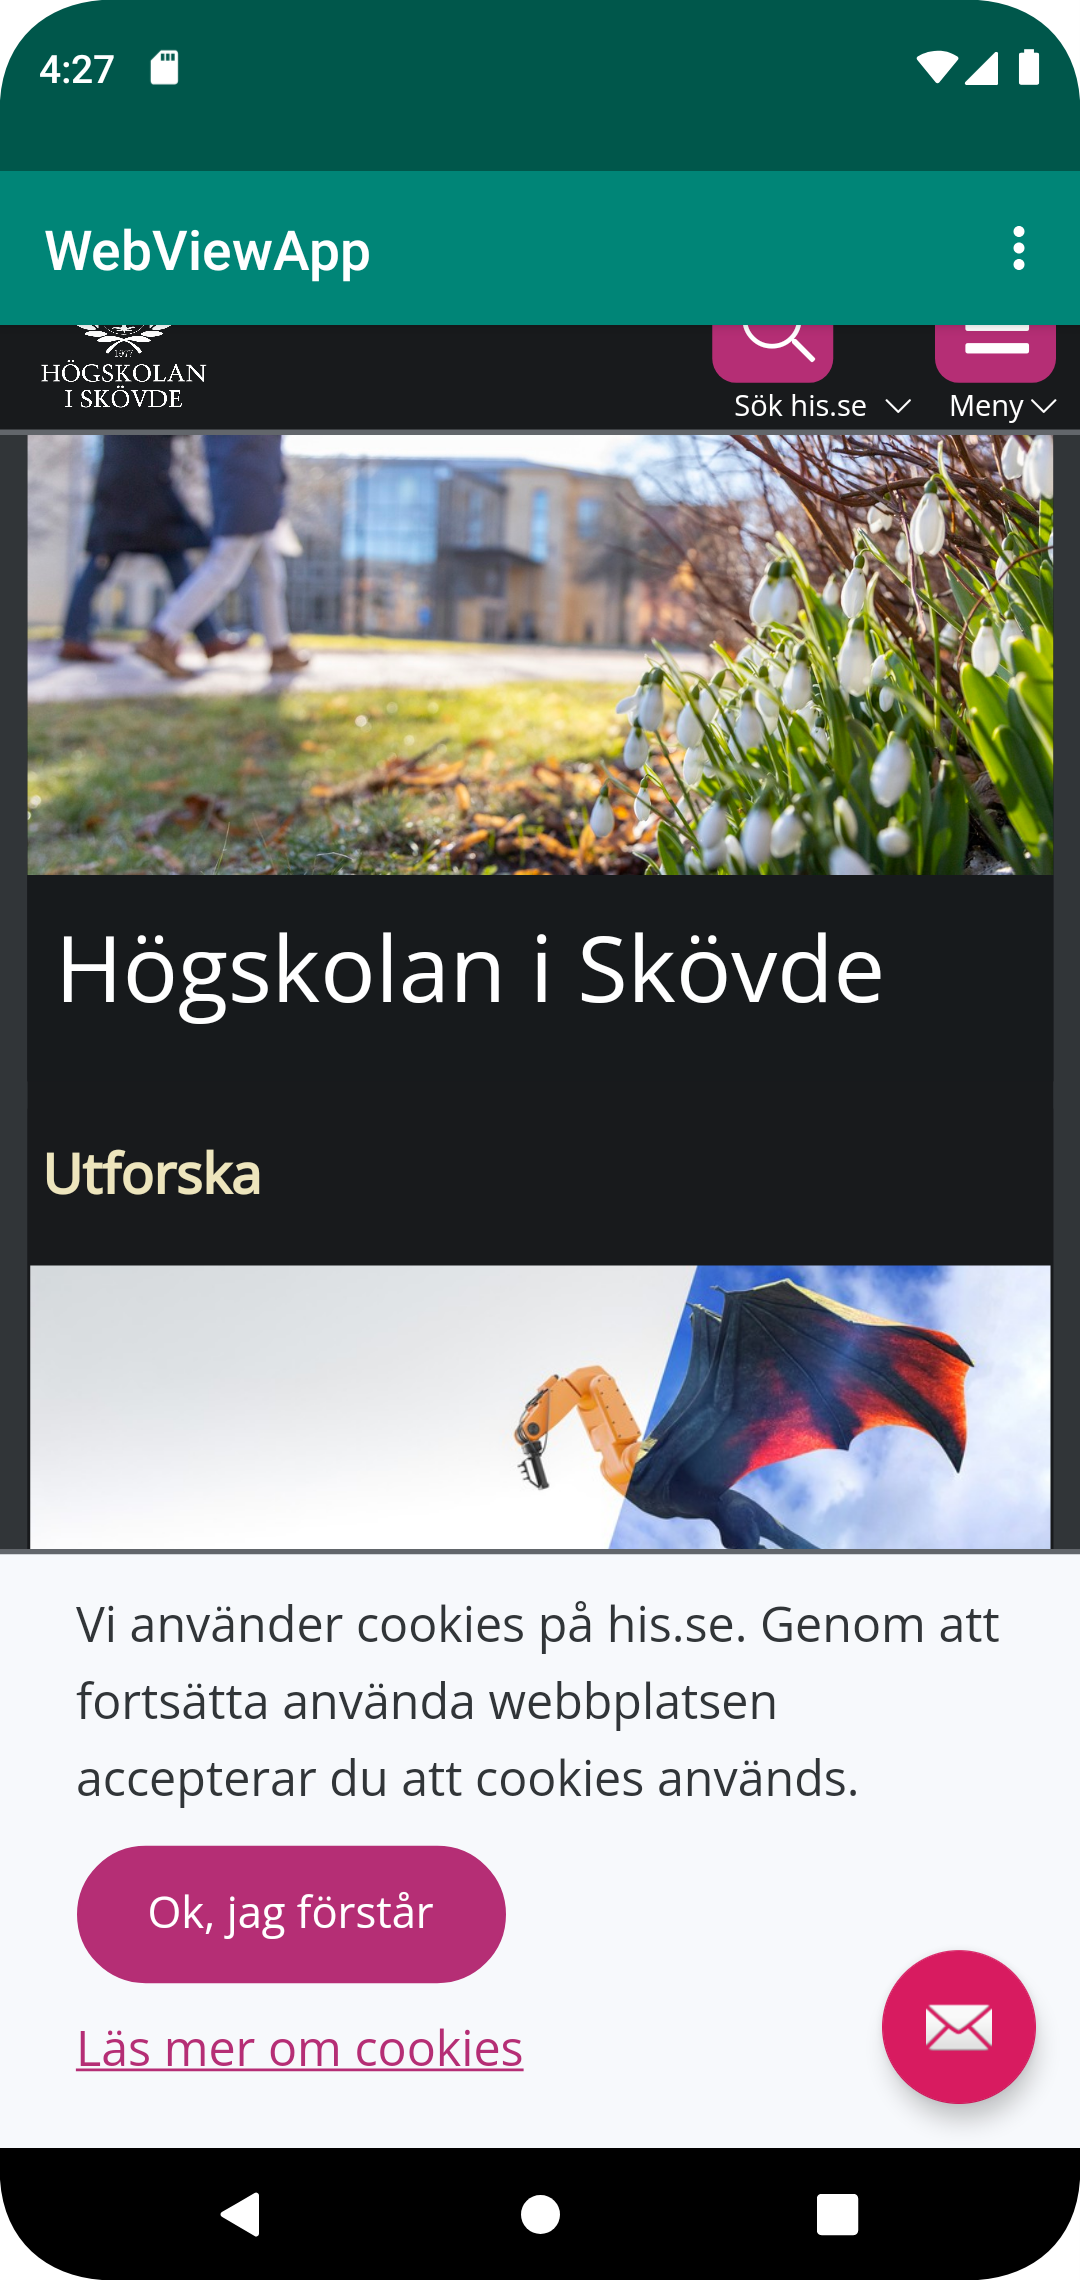 4:27
WebViewApp
1977
HÖGSKOLAN
I SKÖVDE
Sök his.se
Meny
Högskolan i Skövde
Utforska
Vi använder cookies på his.se. Genom att
fortsätta använda webbplatsen
accepterar du att cookies används.
Ok, jag förstår
Läs mer om cookies